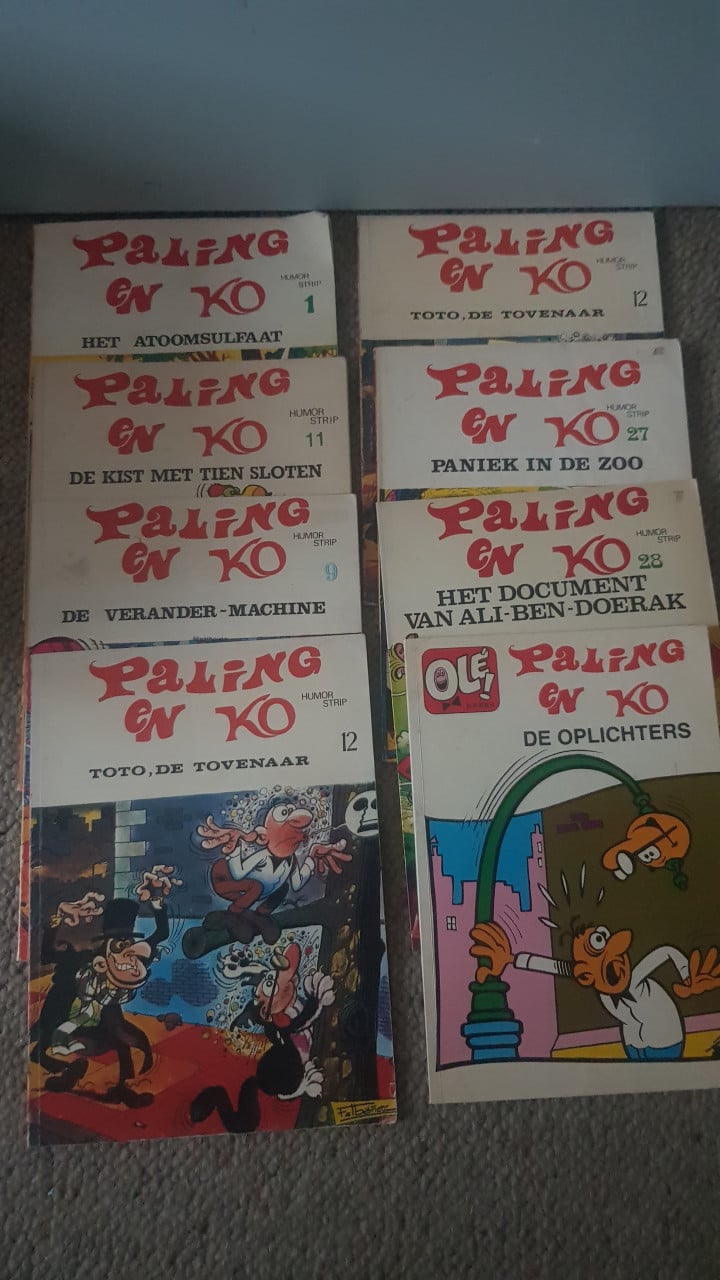 PaLiNG
EN KO
HUMOR
STRIP
1
HET ATOOMSULFAAT
PaLiNG
EN KO
HUMOR
STRIP
11
DE KIST MET TIEN SLOTEN
PaLiNG
EN KO
HUMOR
STRIP
9
DE VERANDER-MACHINE
PaLiNG
EN KO
HUMOR
STRIP
12
TOTO, DE TOVENAAR
PaLiNG
EN KO
HUMOR
STRIP
12
TOTO, DE TOVENAAR
PaLiNG
EN KO
HUMOR
STRIP
27
PANIEK IN DE ZOO
PaLiNG
EN KO
HUMOR
STRIP
28
HET DOCUMENT
VAN ALI-BEN-DOERAK
OLÉ!
PaLiNG
EN KO
DE OPLICHTERS